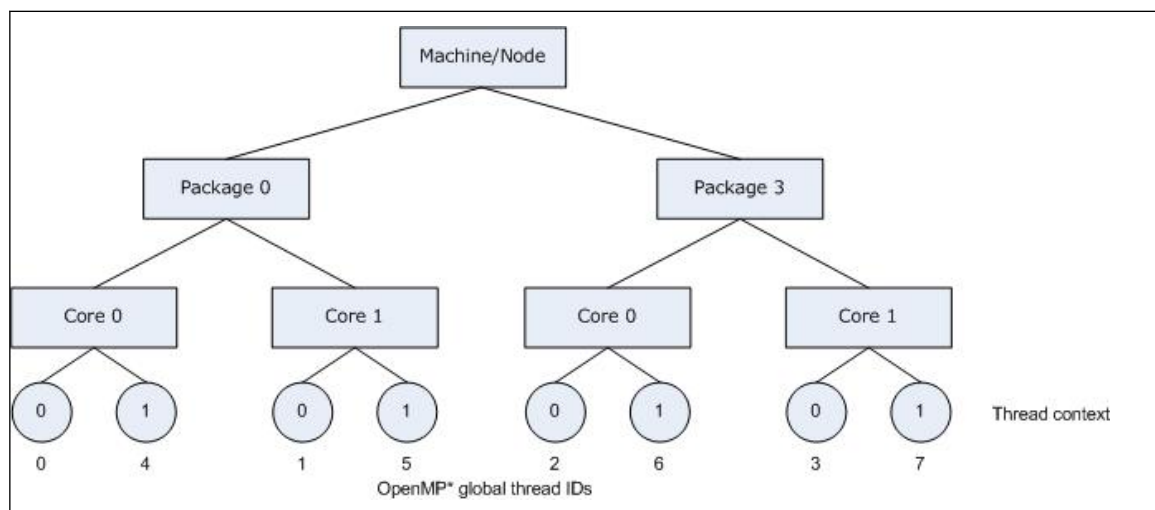 Machine/Node
Package 0
Package 3
Core 0
Core 1
Core 0
Core 1
0 1 0 1 0 1 0 1
Thread context
0 4 1 5 2 6 3 7
OpenMP* global thread IDs